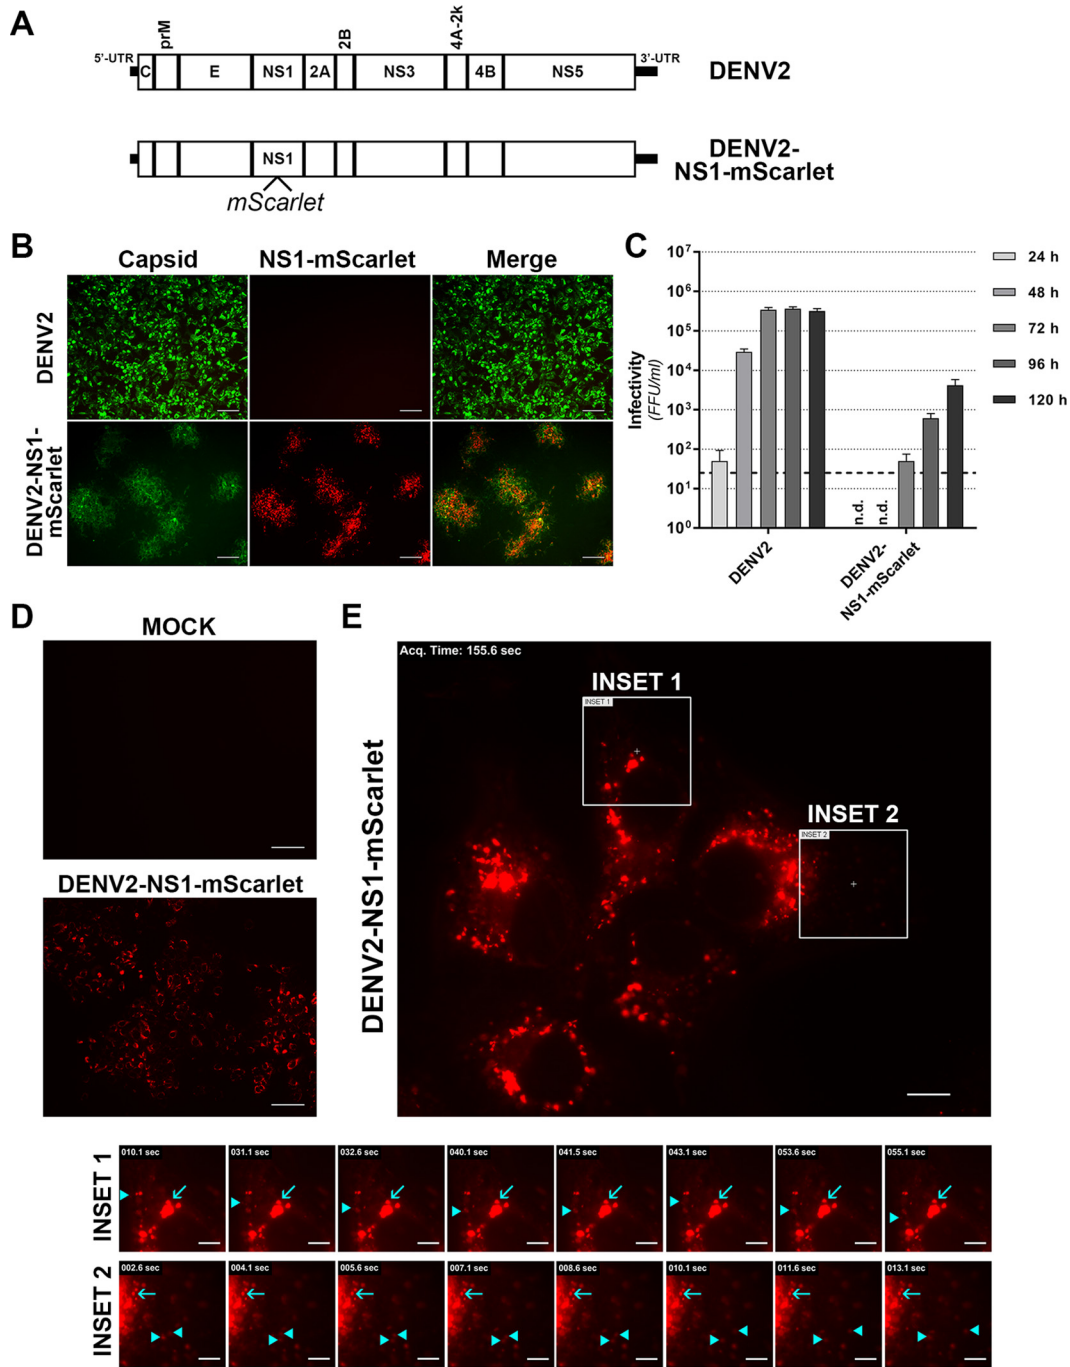 A
5'-UTR
C
prM
E
NS1
2A
2B
NS3
4A-2k
4B
NS5
3'-UTR
DENV2
NS1
mScarlet
DENV2-
NS1-mScarlet
B
Capsid
NS1-mScarlet
Merge
DENV2
DENV2-NS1-
mScarlet
C
Infectivity
(FFU/ml)
10⁷
10⁶
10⁵
10⁴
10³
10²
10¹
10⁰
n.d.
n.d.
DENV2
DENV2-
NS1-mScarlet
24 h
48 h
72 h
96 h
120 h
D
MOCK
DENV2-NS1-mScarlet
E
DENV2-NS1-mScarlet
Acq. Time: 155.6 sec
INSET 1
INSET 1
INSET 2
INSET 2
INSET 1
010.1 sec
031.1 sec
032.6 sec
040.1 sec
041.5 sec
043.1 sec
053.6 sec
055.1 sec
INSET 2
002.6 sec
004.1 sec
005.6 sec
007.1 sec
008.6 sec
010.1 sec
011.6 sec
013.1 sec